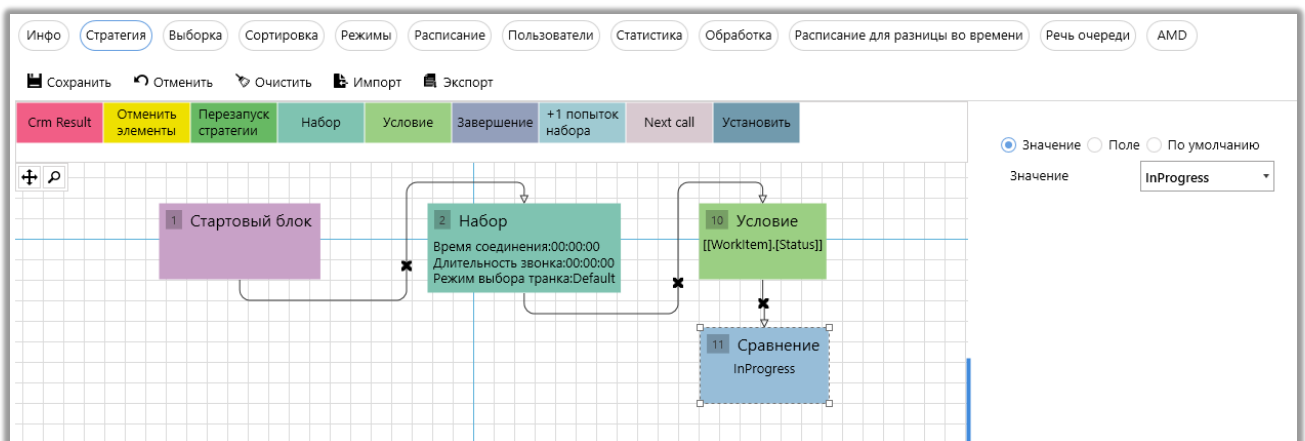 Инфо Стратегия Выборка Сортировка Режимы Расписание Пользователи Статистика Обработка Расписание для разницы во времени Речь очереди AMD
Сохранить Отменить Очистить Импорт Экспорт
Crm Result
Отменить
элементы
Перезапуск
стратегии
Набор
Условие
Завершение
+1 попыток
набора
Next call
Установить
Значение Поле По умолчанию
Значение InProgress
1 Стартовый блок
2 Набор
Время соединения:00:00:00
Длительность звонка:00:00:00
Режим выбора транка:Default
10 Условие
[[WorkItem].[Status]]
11 Сравнение
InProgress